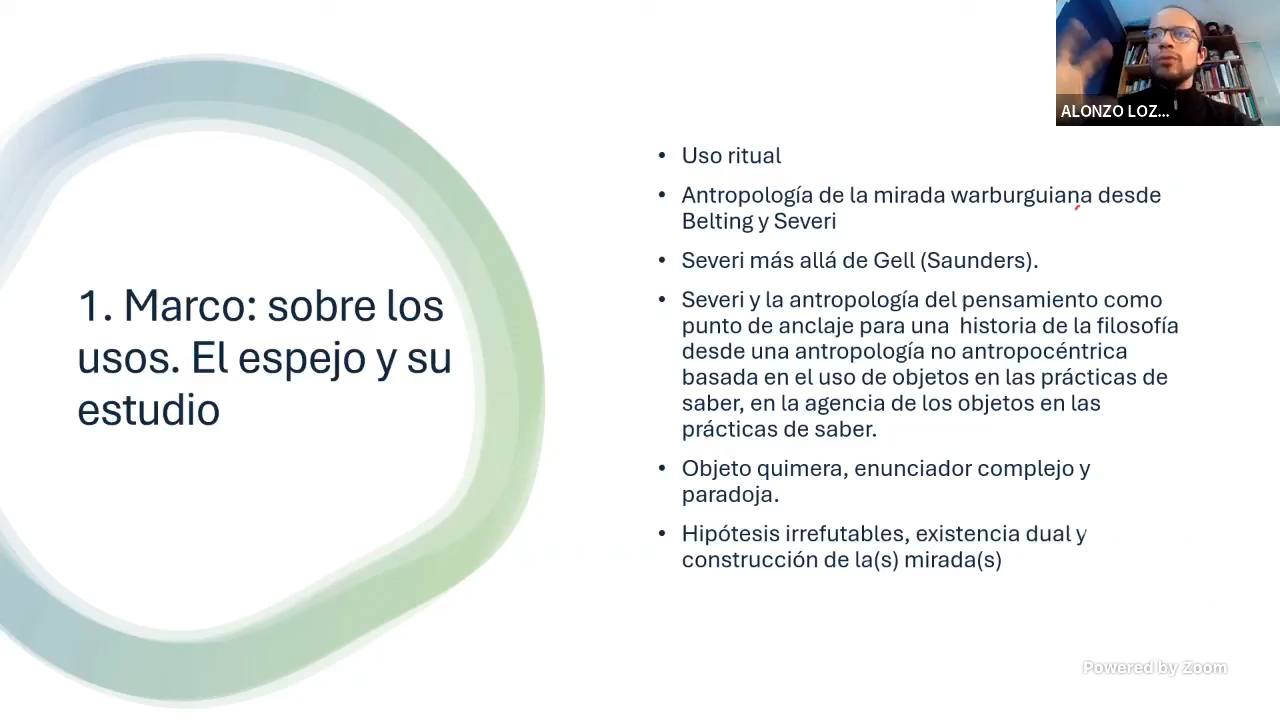 1. Marco: sobre los
usos. El espejo y su
estudio
• Uso ritual
• Antropología de la mirada warburguiana desde
Belting y Severi
• Severi más allá de Gell (Saunders).
• Severi y la antropología del pensamiento como
punto de anclaje para una historia de la filosofía
desde una antropología no antropocéntrica
basada en el uso de objetos en las prácticas de
saber, en la agencia de los objetos en las
prácticas de saber.
• Objeto quimera, enunciador complejo y
paradoja.
• Hipótesis irrefutables, existencia dual y
construcción de la(s) mirada(s)
ALONZO LOZ...
Powered by Zoom